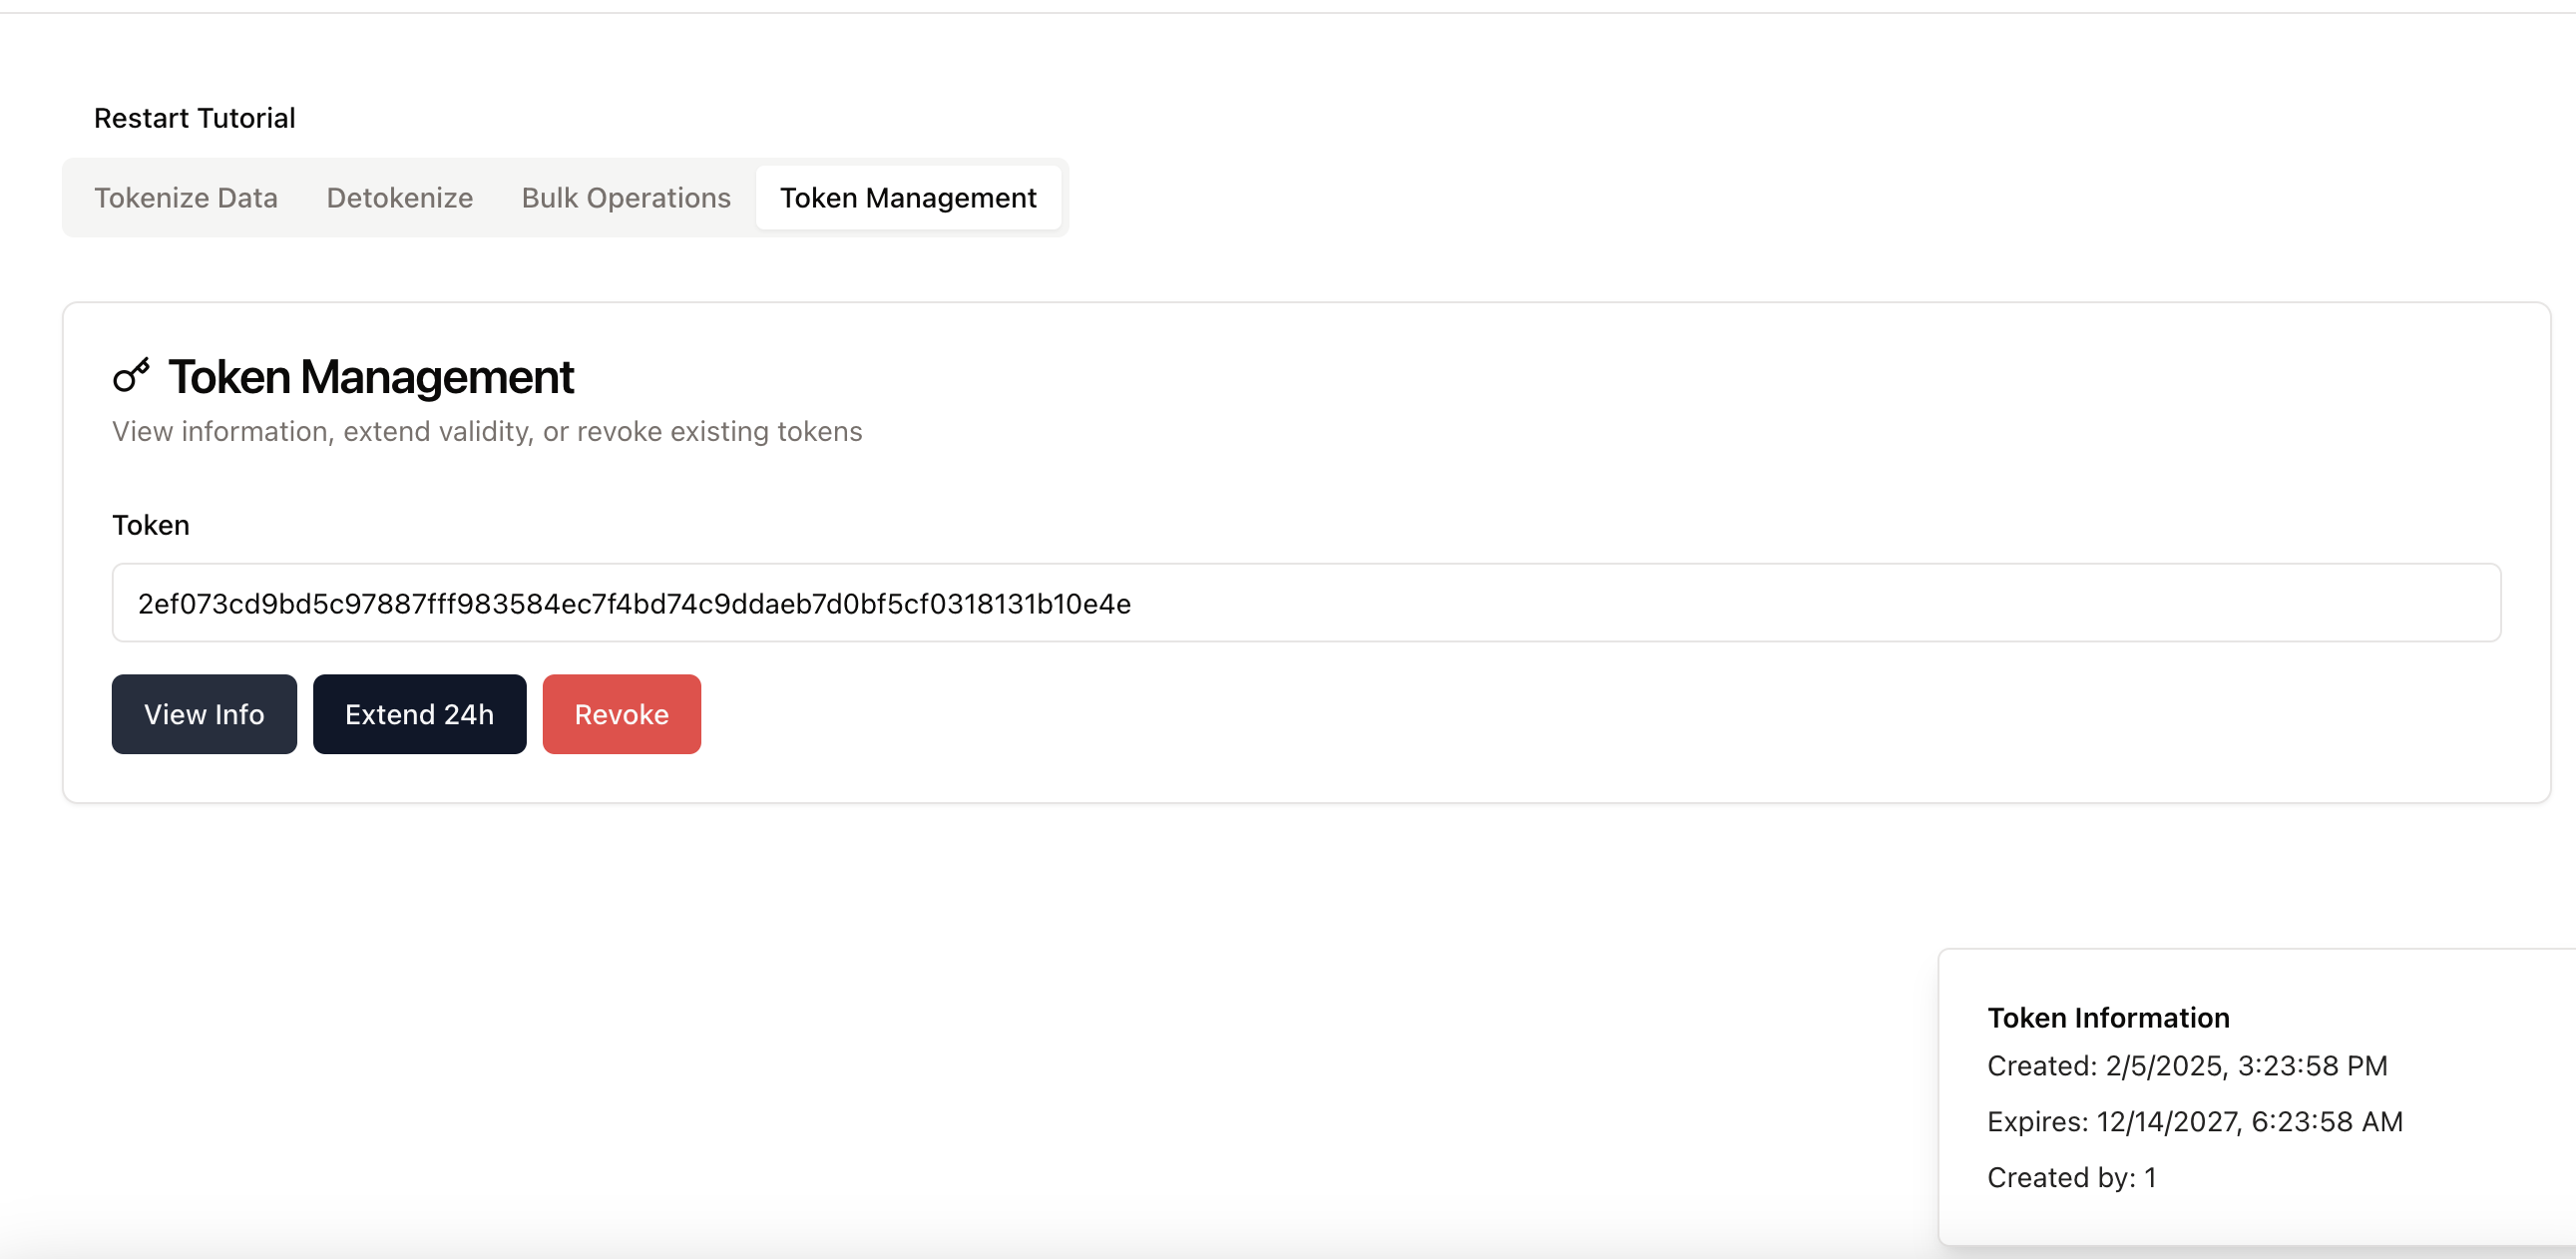 Restart Tutorial
Tokenize Data Detokenize Bulk Operations Token Management
Token Management
View information, extend validity, or revoke existing tokens
Token
2ef073cd9bd5c97887fff983584ec7f4bd74c9ddaeb7d0bf5cf0318131b10e4e
View Info Extend 24h Revoke
Token Information
Created: 2/5/2025, 3:23:58 PM
Expires: 12/14/2027, 6:23:58 AM
Created by: 1